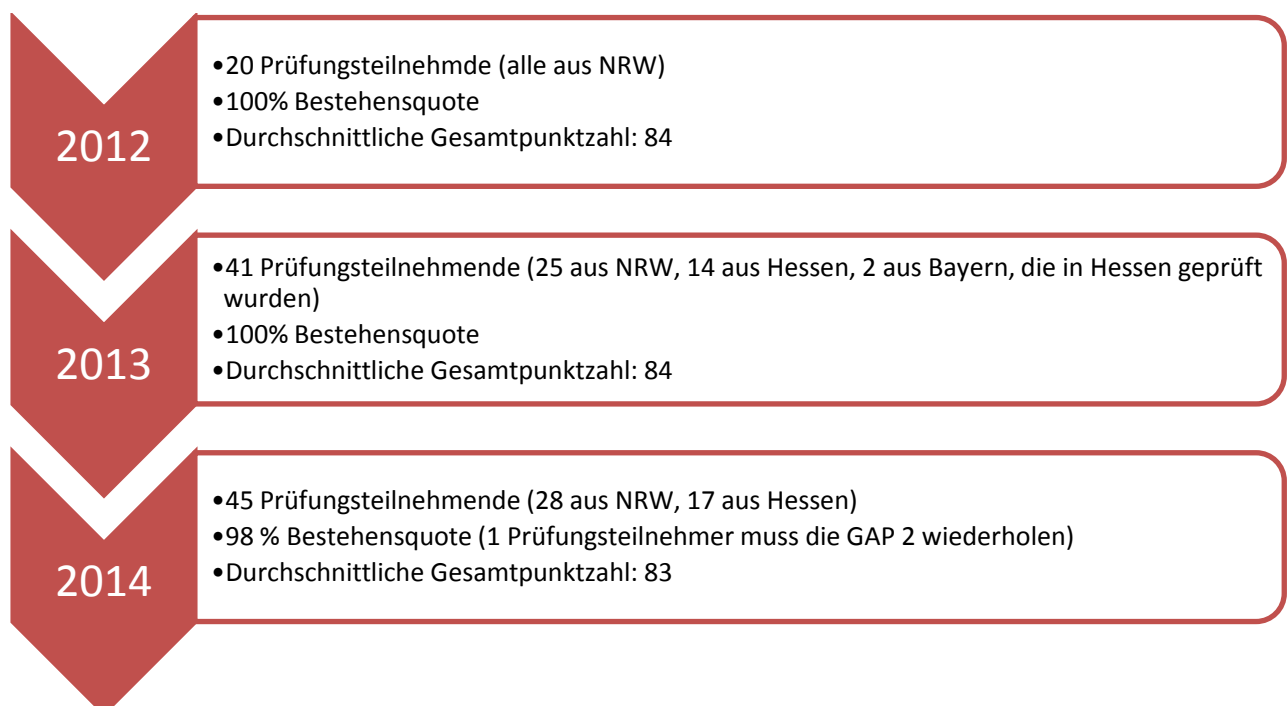 2012
•20 Prüfungsteilnehmde (alle aus NRW)
•100% Bestehensquote
•Durchschnittliche Gesamtpunktzahl: 84
2013
•41 Prüfungsteilnehmende (25 aus NRW, 14 aus Hessen, 2 aus Bayern, die in Hessen geprüft
wurden)
•100% Bestehensquote
•Durchschnittliche Gesamtpunktzahl: 84
2014
•45 Prüfungsteilnehmende (28 aus NRW, 17 aus Hessen)
•98 % Bestehensquote (1 Prüfungsteilnehmer muss die GAP 2 wiederholen)
•Durchschnittliche Gesamtpunktzahl: 83